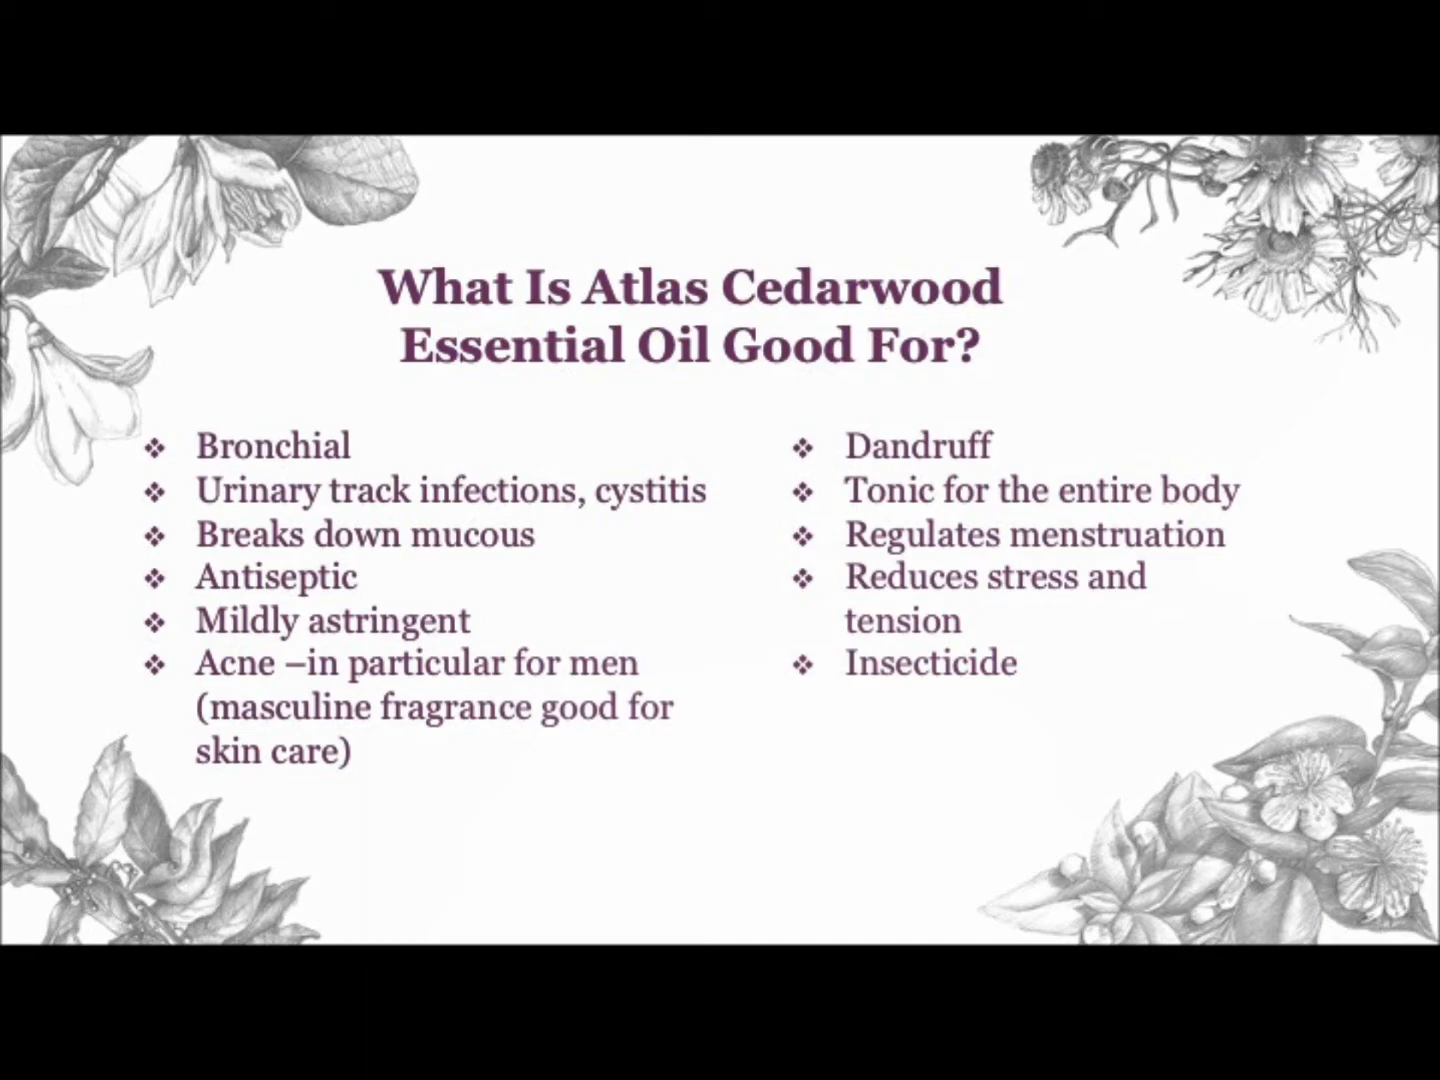 What Is Atlas Cedarwood
Essential Oil Good For?
❖ Bronchial
❖ Urinary track infections, cystitis
❖ Breaks down mucous
❖ Antiseptic
❖ Mildly astringent
❖ Acne –in particular for men
(masculine fragrance good for
skin care)
❖ Dandruff
❖ Tonic for the entire body
❖ Regulates menstruation
❖ Reduces stress and
tension
❖ Insecticide